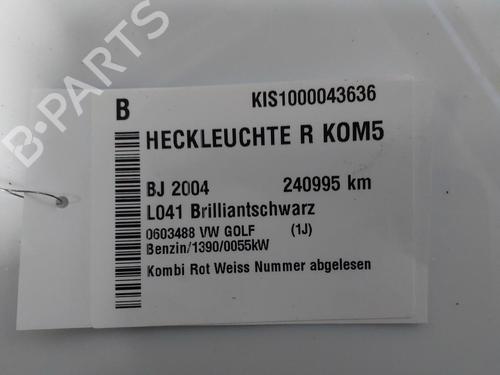 B-PARTS
B KIS1000043636
HECKLEUCHTE R KOM5
BJ 2004 240995 km
L041 Brilliantschwarz
0603488 VW GOLF (1J)
Benzin/1390/0055kW
Kombi Rot Weiss Nummer abgelesen